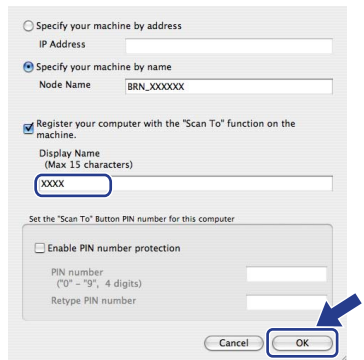 Specify your machine by address
IP Address
Specify your machine by name
Node Name BRN_XXXXXX
Register your computer with the "Scan To" function on the
machine.
Display Name
(Max 15 characters)
XXXX
Set the "Scan To" Button PIN number for this computer
Enable PIN number protection
PIN number
("0" – "9", 4 digits)
Retype PIN number
Cancel OK